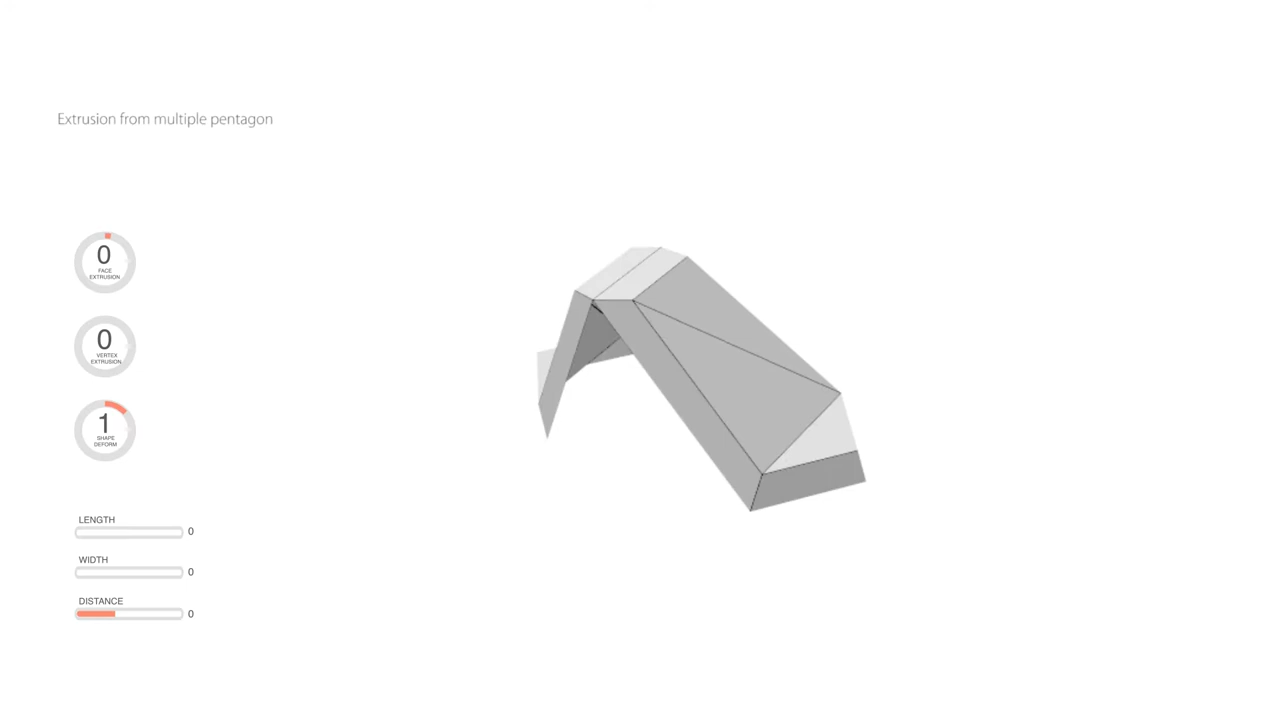 Extrusion from multiple pentagon
0
FACE
EXTRUSION
0
VERTEX
EXTRUSION
1
SHAPE
DEFORM
LENGTH
0
WIDTH
0
DISTANCE
0